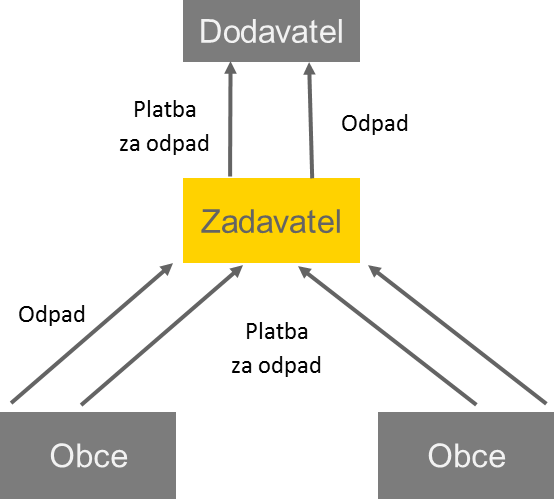 Dodavatel
Platba
za odpad
Odpad
Zadavatel
Odpad
Platba
za odpad
Obce
Obce